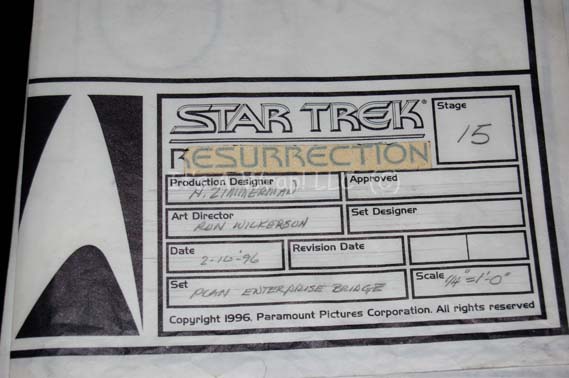 STAR TREK®
RESURRECTION
Stage
15
Production Designer
H. ZIMMERMAN
Approved
Art Director
RON WILKERSON
Set Designer
Date
2-10-96
Revision Date
Set
PLAN ENTERPRISE BRIDGE
Scale
1/4"=1'-0"
Copyright 1996, Paramount Pictures Corporation. All rights reserved